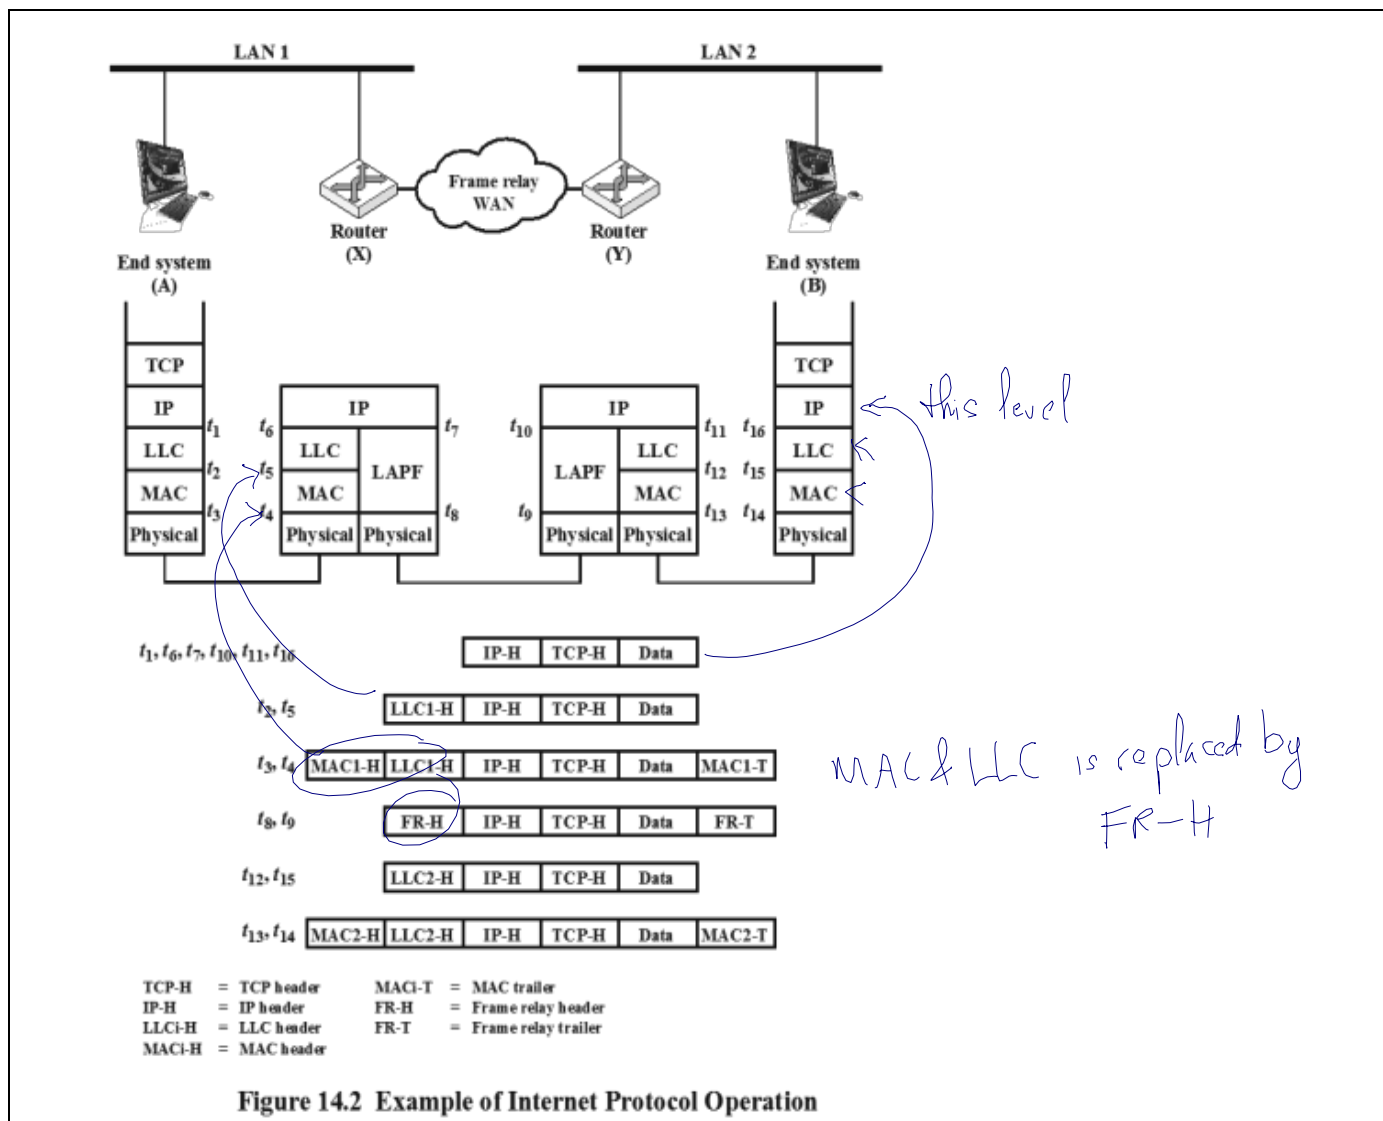 LAN 1
LAN 2
Frame relay
WAN
Router
(X)
Router
(Y)
End system
(A)
End system
(B)
TCP
TCP
IP
IP
IP
IP
this level
t1
t6
t7
t10
t11
t16
LLC
LLC
LAPF
LAPF
LLC
LLC
t2
t5
t12
t15
MAC
MAC
MAC
MAC
t3
t4
t8
t9
t13
t14
Physical
Physical
Physical
Physical
Physical
Physical
t1, t6, t7, t10, t11, t16 IP-H TCP-H Data
t2, t5 LLC1-H IP-H TCP-H Data
t3, t4 MAC1-H LLC1-H IP-H TCP-H Data MAC1-T
MAC & LLC is replaced by
FR-H
t8, t9 FR-H IP-H TCP-H Data FR-T
t12, t15 LLC2-H IP-H TCP-H Data
t13, t14 MAC2-H LLC2-H IP-H TCP-H Data MAC2-T
TCP-H = TCP header MACi-T = MAC trailer
IP-H = IP header FR-H = Frame relay header
LLCi-H = LLC header FR-T = Frame relay trailer
MACi-H = MAC header
Figure 14.2 Example of Internet Protocol Operation